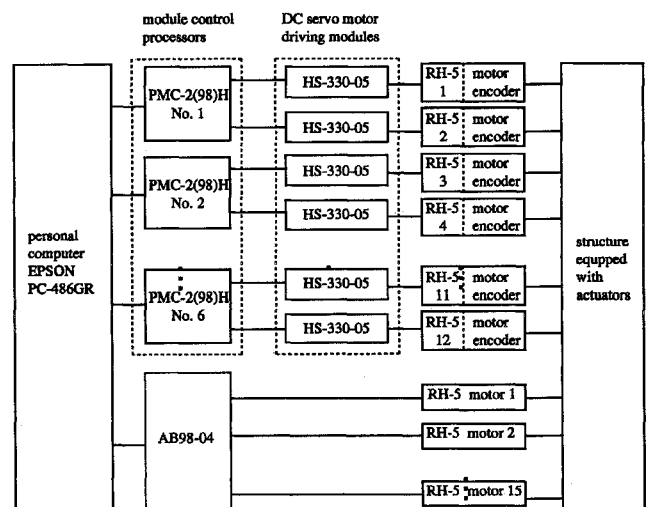 module control
processors
DC servo motor
driving modules
personal
computer
EPSON
PC-486GR
PMC-2(98)H
No. 1
HS-330-05
RH-5
1
motor
encoder
HS-330-05
RH-5
2
motor
encoder
PMC-2(98)H
No. 2
HS-330-05
RH-5
3
motor
encoder
HS-330-05
RH-5
4
motor
encoder
PMC-2(98)H
No. 6
HS-330-05
RH-5
11
motor
encoder
HS-330-05
RH-5
12
motor
encoder
AB98-04
RH-5 motor 1
RH-5 motor 2
RH-5 motor 15
structure
equpped
with
actuators